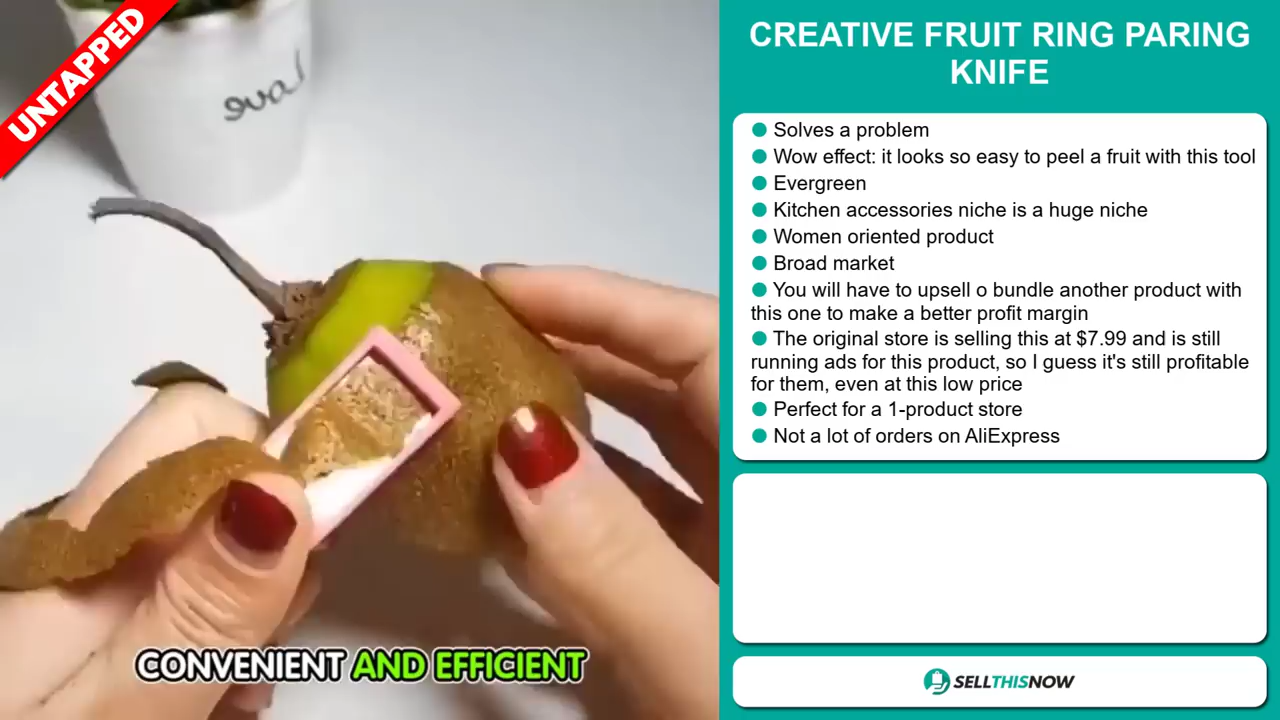 UNTAPPED
CREATIVE FRUIT RING PARING
KNIFE
Solves a problem
Wow effect: it looks so easy to peel a fruit with this tool
Evergreen
Kitchen accessories niche is a huge niche
Women oriented product
Broad market
You will have to upsell o bundle another product with
this one to make a better profit margin
The original store is selling this at $7.99 and is still
running ads for this product, so I guess it's still profitable
for them, even at this low price
Perfect for a 1-product store
Not a lot of orders on AliExpress
Love
CONVENIENT AND EFFICIENT
SELLTHISNOW